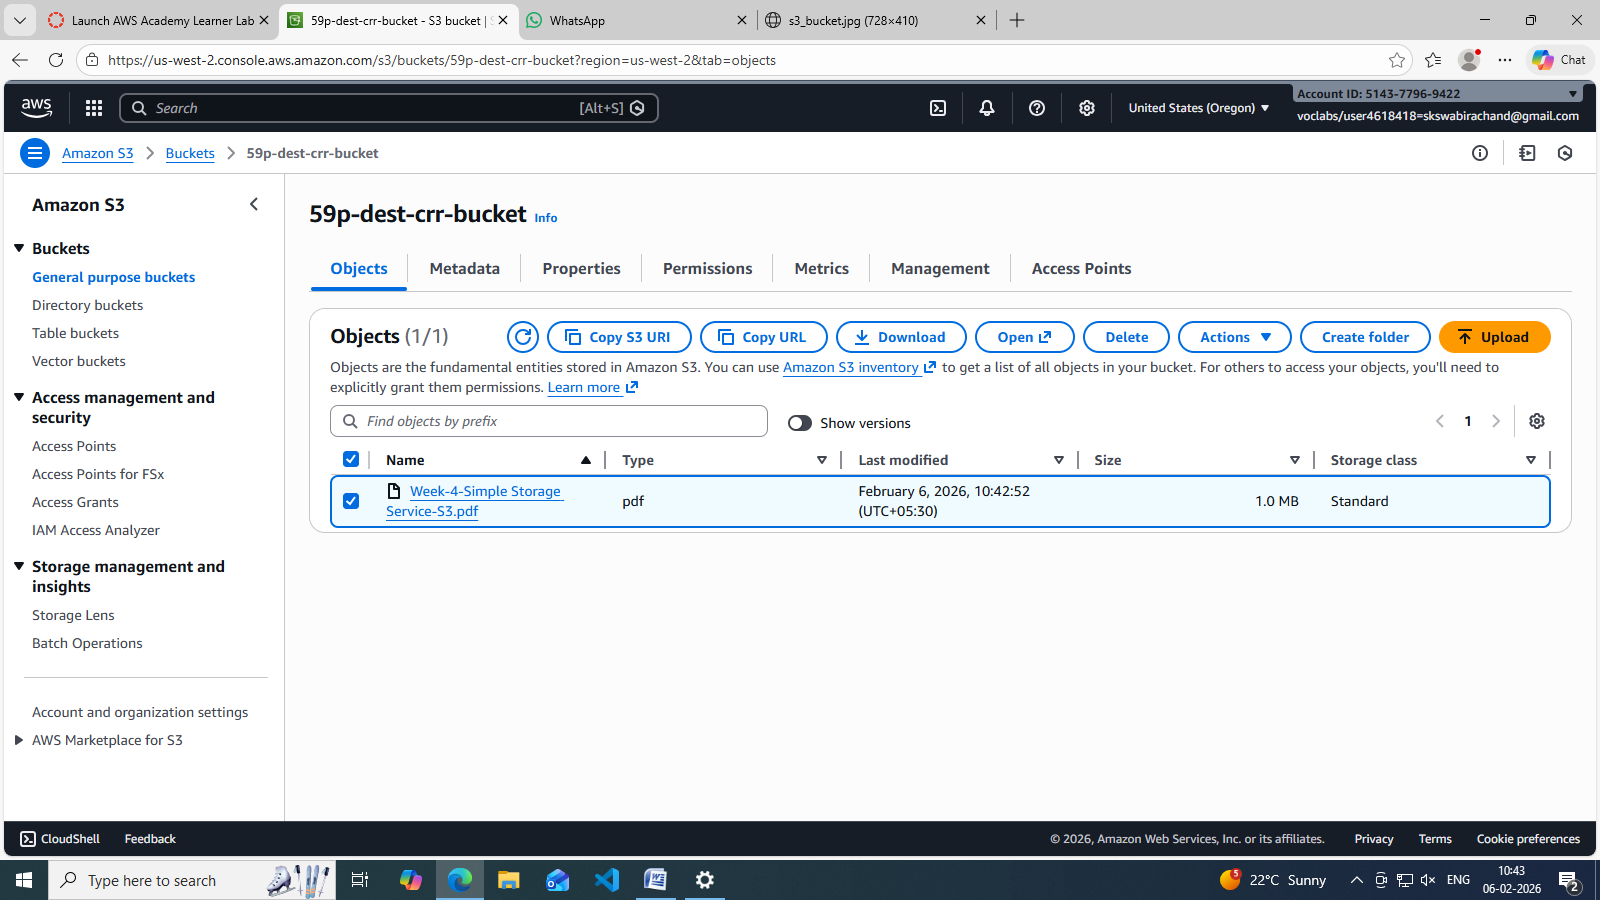 Launch AWS Academy Learner Lab
59p-dest-crr-bucket - S3 bucket | S
WhatsApp
s3_bucket.jpg (728×410)
https://us-west-2.console.aws.amazon.com/s3/buckets/59p-dest-crr-bucket?region=us-west-2&tab=objects
Chat
aws
Search
[Alt+S]
United States (Oregon)
Account ID: 5143-7796-9422
voclabs/user4618418=skswabirachand@gmail.com
Amazon S3
Buckets
59p-dest-crr-bucket
Amazon S3
Buckets
General purpose buckets
Directory buckets
Table buckets
Vector buckets
Access management and
security
Access Points
Access Points for FSx
Access Grants
IAM Access Analyzer
Storage management and
insights
Storage Lens
Batch Operations
Account and organization settings
AWS Marketplace for S3
59p-dest-crr-bucket Info
Objects
Metadata
Properties
Permissions
Metrics
Management
Access Points
Objects (1/1)
Copy S3 URI
Copy URL
Download
Open
Delete
Actions
Create folder
Upload
Objects are the fundamental entities stored in Amazon S3. You can use Amazon S3 inventory to get a list of all objects in your bucket. For others to access your objects, you'll need to
explicitly grant them permissions. Learn more
Find objects by prefix
Show versions
1
Name
Type
Last modified
Size
Storage class
Week-4-Simple Storage
Service-S3.pdf
pdf
February 6, 2026, 10:42:52
(UTC+05:30)
1.0 MB
Standard
CloudShell
Feedback
© 2026, Amazon Web Services, Inc. or its affiliates.
Privacy
Terms
Cookie preferences
Type here to search
5
22°C Sunny
ENG
10:43
06-02-2026
2